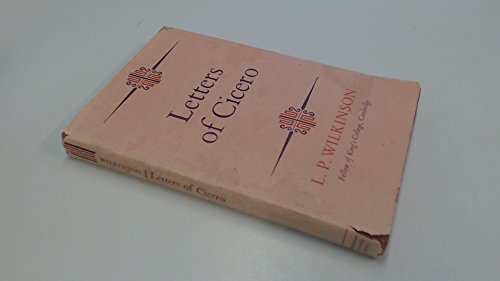 Letters
of Cicero
L. P. WILKINSON
Fellow of King's College, Cambridge
WILKINSON | Letters of Cicero